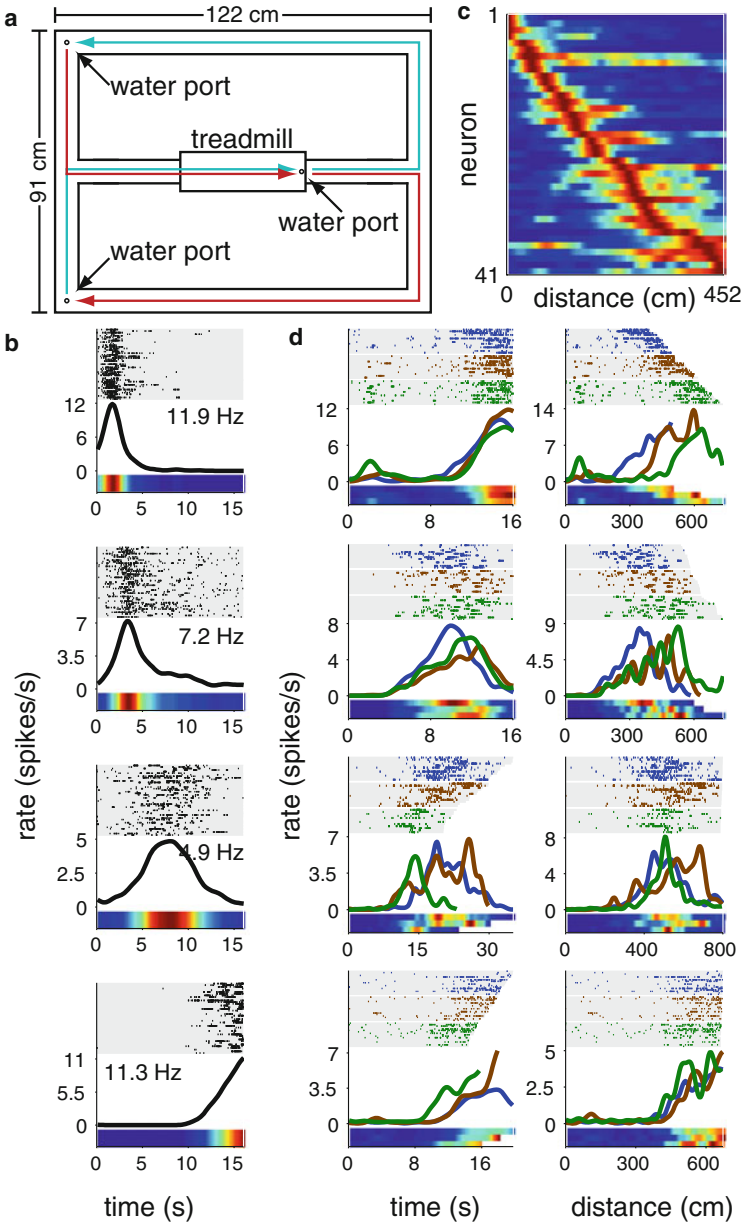 a
122 cm
91 cm
water port
treadmill
water port
water port
c
1
neuron
41
0
distance (cm)
452
b
12
6
0
11.9 Hz
0 5 10 15
7
3.5
0
7.2 Hz
0 5 10 15
5
2.5
0
4.9 Hz
0 5 10 15
11
5.5
0
11.3 Hz
0 5 10 15
rate (spikes/s)
time (s)
d
12
6
0
0 8 16
14
7
0
0 300 600
8
4
0
0 8 16
9
4.5
0
0 300 600
7
3.5
0
15 30
7
3.5
0
0 400 800
7
3.5
0
0 8 16
5
2.5
0
0 300 600
rate (spikes/s)
time (s)
distance (cm)